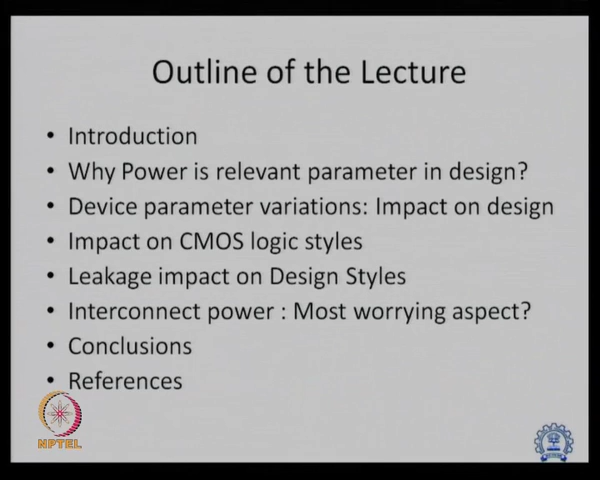 Outline of the Lecture
• Introduction
• Why Power is relevant parameter in design?
• Device parameter variations: Impact on design
• Impact on CMOS logic styles
• Leakage impact on Design Styles
• Interconnect power : Most worrying aspect?
• Conclusions
• References
NPTEL